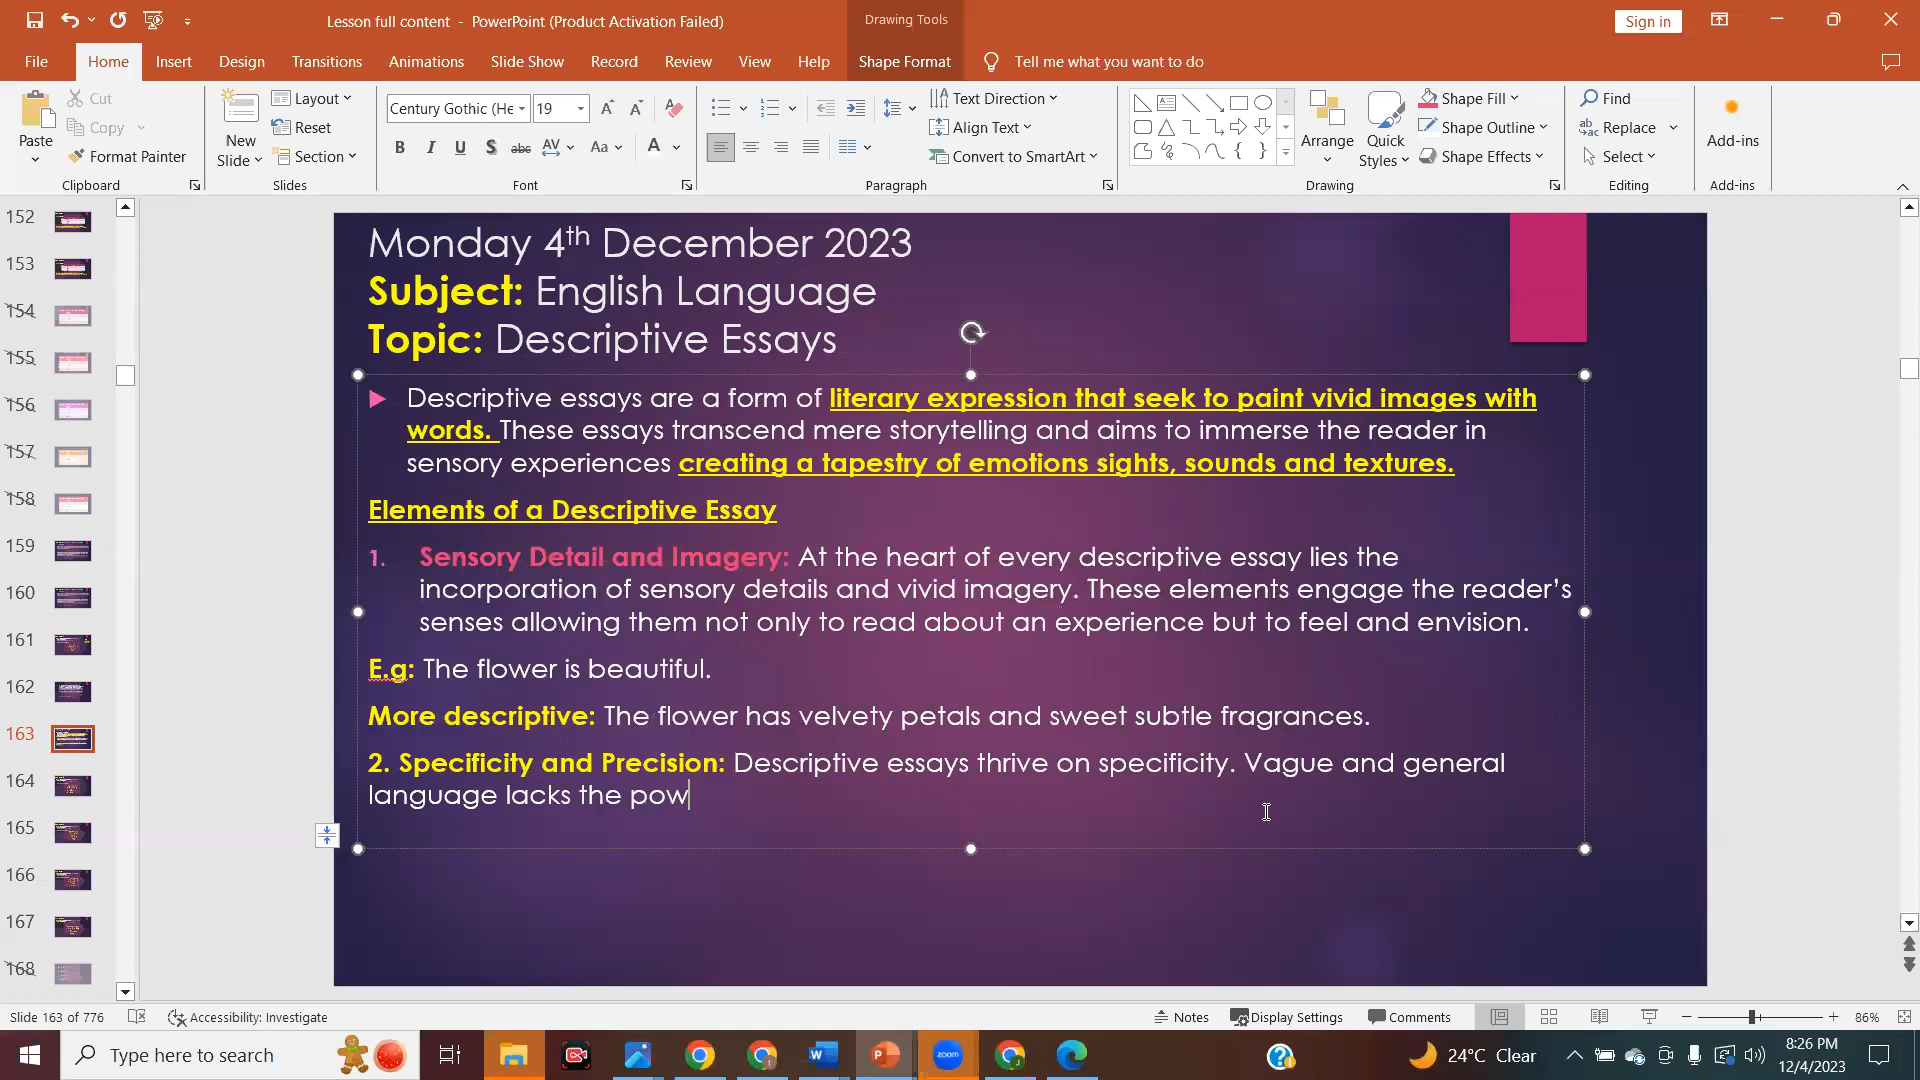 Lesson full content - PowerPoint (Product Activation Failed)
Drawing Tools
Sign in
File Home Insert Design Transitions Animations Slide Show Record Review View Help Shape Format Tell me what you want to do
Paste
Cut
Copy
Format Painter
Clipboard
New Slide
Layout
Reset
Section
Slides
Century Gothic (He 19
B I U S abc AV Aa A
Font
Text Direction
Align Text
Convert to SmartArt
Paragraph
Arrange
Quick Styles
Shape Fill
Shape Outline
Shape Effects
Drawing
Find
Replace
Select
Editing
Add-ins
Add-ins
152
153
154
155
156
157
158
159
160
161
162
163
164
165
166
167
168
Monday 4th December 2023
Subject: English Language
Topic: Descriptive Essays
Descriptive essays are a form of literary expression that seek to paint vivid images with
words. These essays transcend mere storytelling and aims to immerse the reader in
sensory experiences creating a tapestry of emotions sights, sounds and textures.
Elements of a Descriptive Essay
1. Sensory Detail and Imagery: At the heart of every descriptive essay lies the
incorporation of sensory details and vivid imagery. These elements engage the reader’s
senses allowing them not only to read about an experience but to feel and envision.
E.g: The flower is beautiful.
More descriptive: The flower has velvety petals and sweet subtle fragrances.
2. Specificity and Precision: Descriptive essays thrive on specificity. Vague and general
language lacks the pow
Slide 163 of 776 Accessibility: Investigate Notes Display Settings Comments 86%
Type here to search
zoom
24°C Clear
8:26 PM
12/4/2023